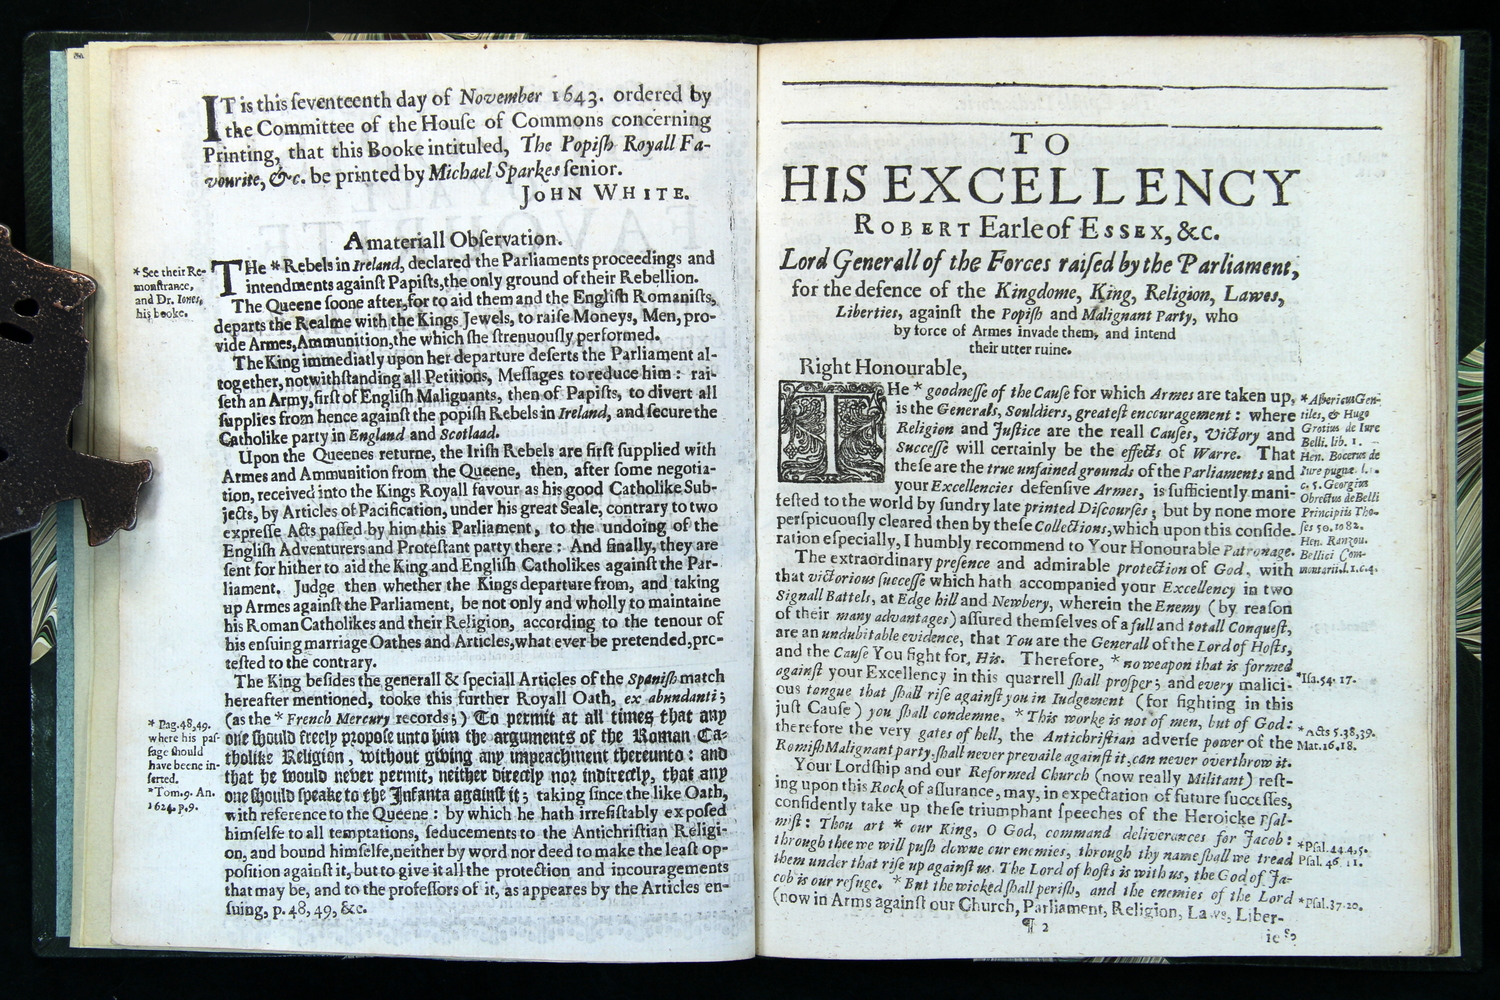 IT is this ſeventeenth day of November 1643. ordered by
the Committee of the Houſe of Commons concerning
Printing, that this Booke intituled, The Popiſh Royall Fa-
vourite, &c. be printed by Michael Sparkes ſenior.
JOHN WHITE.
A materiall Obſervation.
* See their Re-
monſtrance,
and Dr. Iones,
his booke.
THe * Rebels in Ireland, declared the Parliaments proceedings and
intendments againſt Papiſts, the only ground of their Rebellion.
The Queene ſoone after, for to aid them and the Engliſh Romaniſts,
departs the Realme with the Kings Jewels, to raiſe Moneys, Men, pro-
vide Armes, Ammunition, the which ſhe ſtrenuouſly performed.
The King immediatly upon her departure deſerts the Parliament al-
together, notwithſtanding all Petitions, Meſſages to reduce him : rai-
ſeth an Army, firſt of Engliſh Malignants, then of Papiſts, to divert all
ſupplies from hence againſt the popiſh Rebels in Ireland, and ſecure the
Catholike party in England and Scotlaad.
Upon the Queenes returne, the Iriſh Rebels are firſt ſupplied with
Armes and Ammunition from the Queene, then, after ſome negotia-
tion, received into the Kings Royall favour as his good Catholike Sub-
jects, by Articles of Pacification, under his great Seale, contrary to two
expreſſe Acts paſſed by him this Parliament, to the undoing of the
Engliſh Adventurers and Proteſtant party there : And finally, they are
ſent for hither to aid the King and Engliſh Catholikes againſt the Par-
liament. Judge then whether the Kings departure from, and taking
up Armes againſt the Parliament, be not only and wholly to maintaine
his Roman Catholikes and their Religion, according to the tenour of
his enſuing marriage Oathes and Articles, what ever be pretended, pro-
teſted to the contrary.
The King beſides the generall & ſpeciall Articles of the Spaniſh match
hereafter mentioned, tooke this further Royall Oath, ex abundanti ;
* Pag. 48, 49.
where his paſ-
ſage ſhould
have beene in-
ſerted.
* Tom. 9. An.
1624. p. 9.
(as the * French Mercury records ;) To permit at all times that any
one ſhould freely propoſe unto him the arguments of the Roman Ca-
tholike Religion, without giving any impeachment thereunto : and
that he would never permit, neither directly nor indirectly, that any
one ſhould ſpeake to the Infanta againſt it ; taking ſince the like Oath,
with reference to the Queene : by which he hath irreſiſtably expoſed
himſelfe to all temptations, ſeducements to the Antichriſtian Religi-
on, and bound himſelfe, neither by word nor deed to make the leaſt op-
poſition againſt it, but to give it all the protection and incouragements
that may be, and to the profeſſors of it, as appeares by the Articles en-
ſuing, p. 48, 49, &c.
TO
HIS EXCELLENCY
ROBERT Earle of ESSEX, &c.
Lord Generall of the Forces raiſed by the Parliament,
for the defence of the Kingdome, King, Religion, Lawes,
Liberties, againſt the Popiſh and Malignant Party, who
by force of Armes invade them, and intend
their utter ruine.
Right Honourable,
THe * goodneſſe of the Cauſe for which Armes are taken up,
is the Generals, Souldiers, greateſt encouragement : where
Religion and Juſtice are the reall Cauſes, Victory and
Succeſſe will certainly be the effects of Warre. That
theſe are the true unfained grounds of the Parliaments and
your Excellencies defenſive Armes, is ſufficiently mani-
feſted to the world by ſundry late printed Diſcourſes ; but by none more
perſpicuouſly cleared then by theſe Collections, which upon this conſide-
ration eſpecially, I humbly recommend to Your Honourable Patronage.
* Albericus Gen-
tiles, & Hugo
Grotius de Iure
Belli. lib. 1.
Hen. Bocerus de
Iure pugnæ. l. 1.
c. 5. Georgius
Obrectus de Belli
Principiis The-
ſes 50. to 82.
Hen. Ranzou.
Bellici Com-
mentarii. l. 1. c. 4.
The extraordinary preſence and admirable protection of God, with
that victorious ſucceſſe which hath accompanied your Excellency in two
Signall Battels, at Edge hill and Newbery, wherein the Enemy (by reaſon
of their many advantages) aſſured themſelves of a full and totall Conqueſt,
are an undubitable evidence, that You are the Generall of the Lord of Hoſts,
and the Cauſe You fight for, His. Therefore, * no weapon that is formed
againſt your Excellency in this quarrell ſhall proſper ; and every malici-
ous tongue that ſhall riſe againſt you in Iudgement (for fighting in this
juſt Cauſe) you ſhall condemne. * This worke is not of men, but of God :
therefore the very gates of hell, the Antichriſtian adverſe power of the
Romiſh Malignant party, ſhall never prevaile againſt it, can never overthrow it.
* Iſa. 54. 17.
* Acts 5. 38, 39.
Mat. 16, 18.
Your Lordſhip and our Reformed Church (now really Militant) reſt-
ing upon this Rock of aſſurance, may, in expectation of future ſucceſſes,
confidently take up theſe triumphant ſpeeches of the Heroicke Pſal-
miſt : Thou art * our King, O God, command deliverances for Jacob :
through thee we will puſh downe our enemies, through thy name ſhall we tread
them under that riſe up againſt us. The Lord of hoſts is with us, the God of Ja-
cob is our refuge. * But the wicked ſhall periſh, and the enemies of the Lord
(now in Arms againſt our Church, Parliament, Religion, Laws, Liber-
* Pſal. 44. 4, 5.
Pſal. 46. 11.
* Pſal. 37. 20.
¶ 2